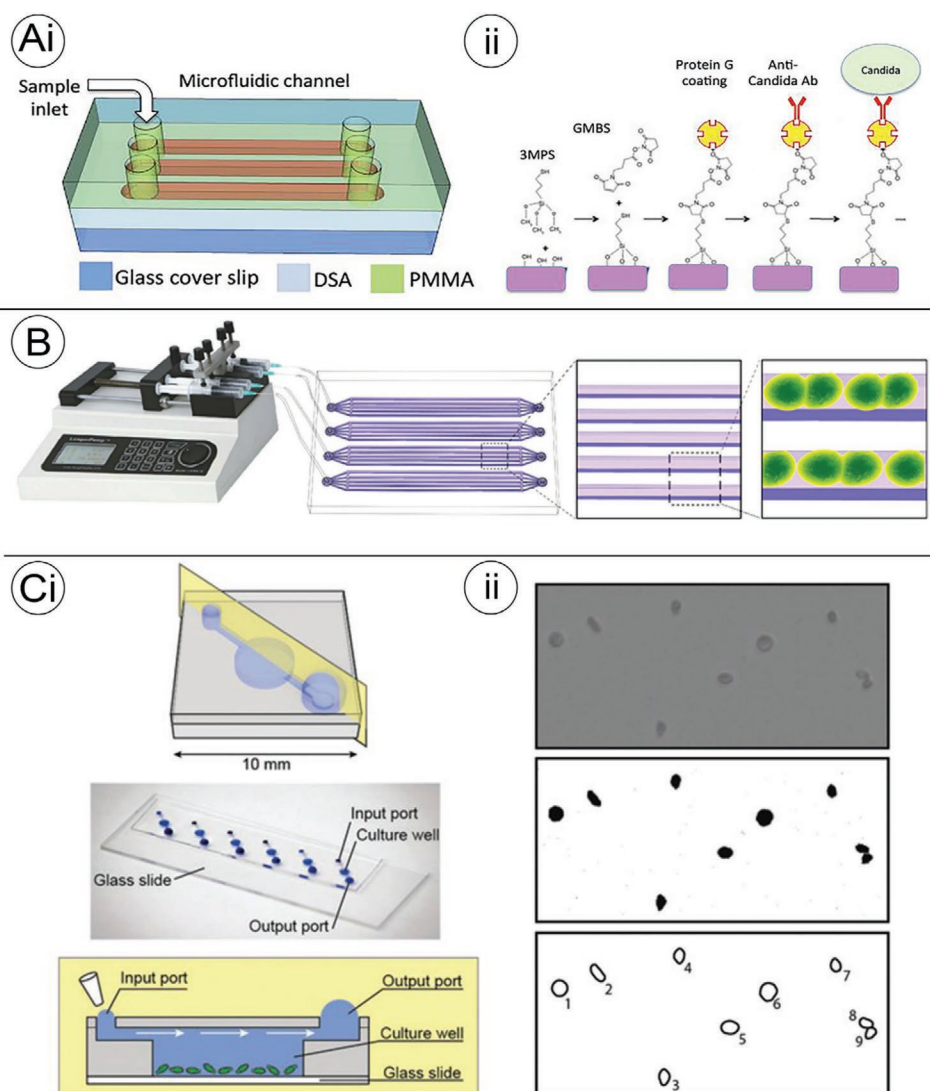 Ai
Sample
inlet
Microfluidic channel
Glass cover slip
DSA
PMMA
ii
3MPS
GMBS
Protein G
coating
Anti-
Candida Ab
Candida
B
Ci
10 mm
Input port
Culture well
Glass slide
Output port
Input port
Output port
Culture well
Glass slide
ii
1
2
3
4
5
6
7
8
9